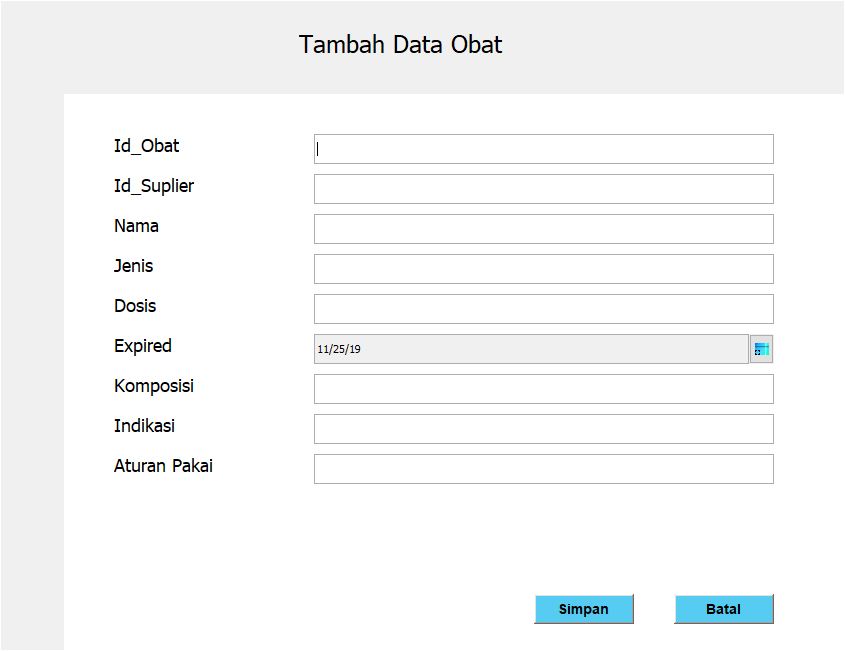 Tambah Data Obat
Id_Obat
Id_Suplier
Nama
Jenis
Dosis
Expired 11/25/19
Komposisi
Indikasi
Aturan Pakai
Simpan Batal